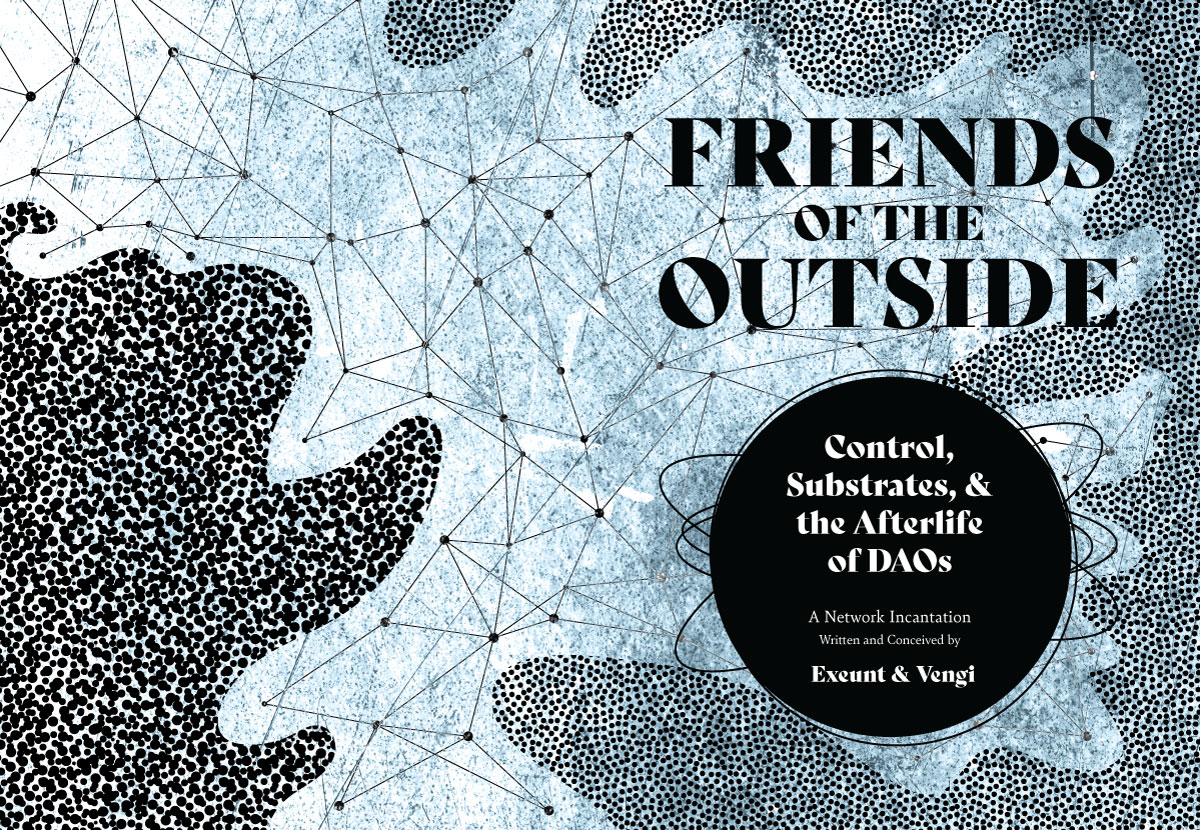 FRIENDS
OF THE
OUTSIDE
Control,
Substrates, &
the Afterlife
of DAOs
A Network Incantation
Written and Conceived by
Exeunt & Vengi